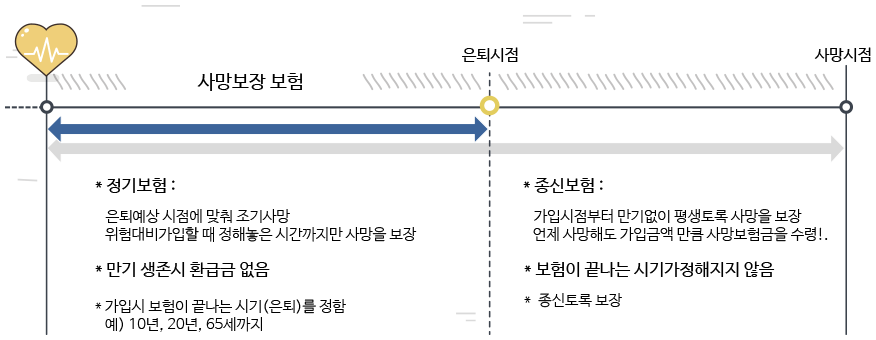 은퇴시점
사망시점
사망보장 보험
* 정기보험 :
은퇴예상 시점에 맞춰 조기사망
위험대비가입할 때 정해놓은 시간까지만 사망을 보장
* 만기 생존시 환급금 없음
* 가입시 보험이 끝나는 시기(은퇴)를 정함
예) 10년, 20년, 65세까지
* 종신보험 :
가입시점부터 만기없이 평생토록 사망을 보장
언제 사망해도 가입금액 만큼 사망보험금을 수령!.
* 보험이 끝나는 시기가정해지지 않음
* 종신토록 보장